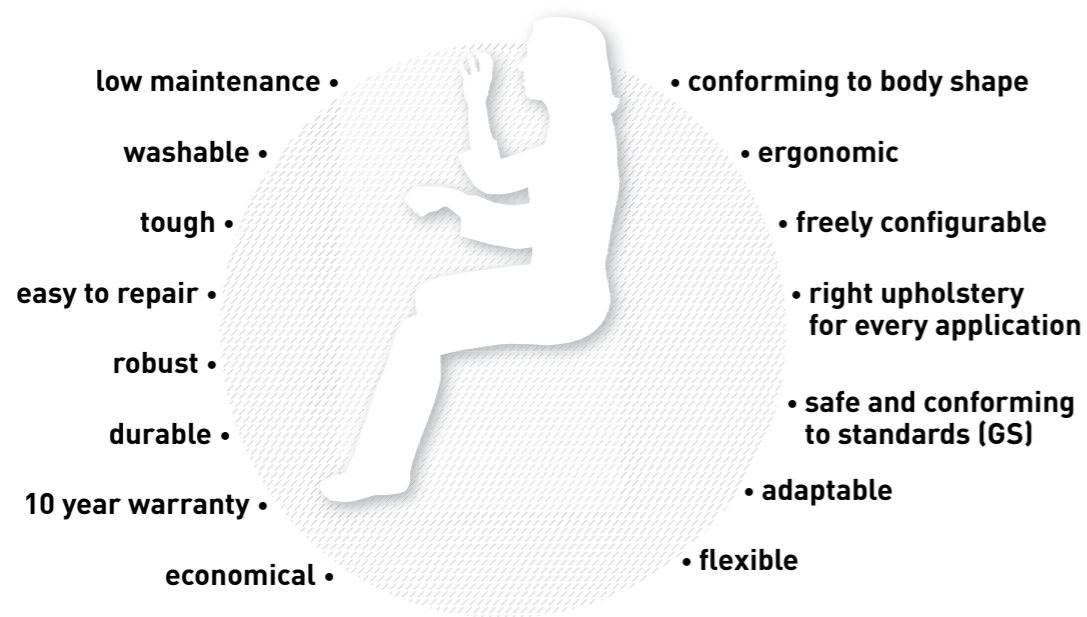 low maintenance •
washable •
tough •
easy to repair •
robust •
durable •
10 year warranty •
economical •
• conforming to body shape
• ergonomic
• freely configurable
• right upholstery
for every application
• safe and conforming
to standards (GS)
• adaptable
• flexible